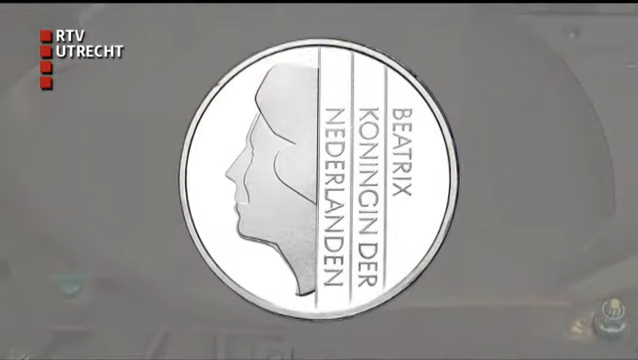 RTV
UTRECHT
BEATRIX
KONINGIN DER
NEDERLANDEN